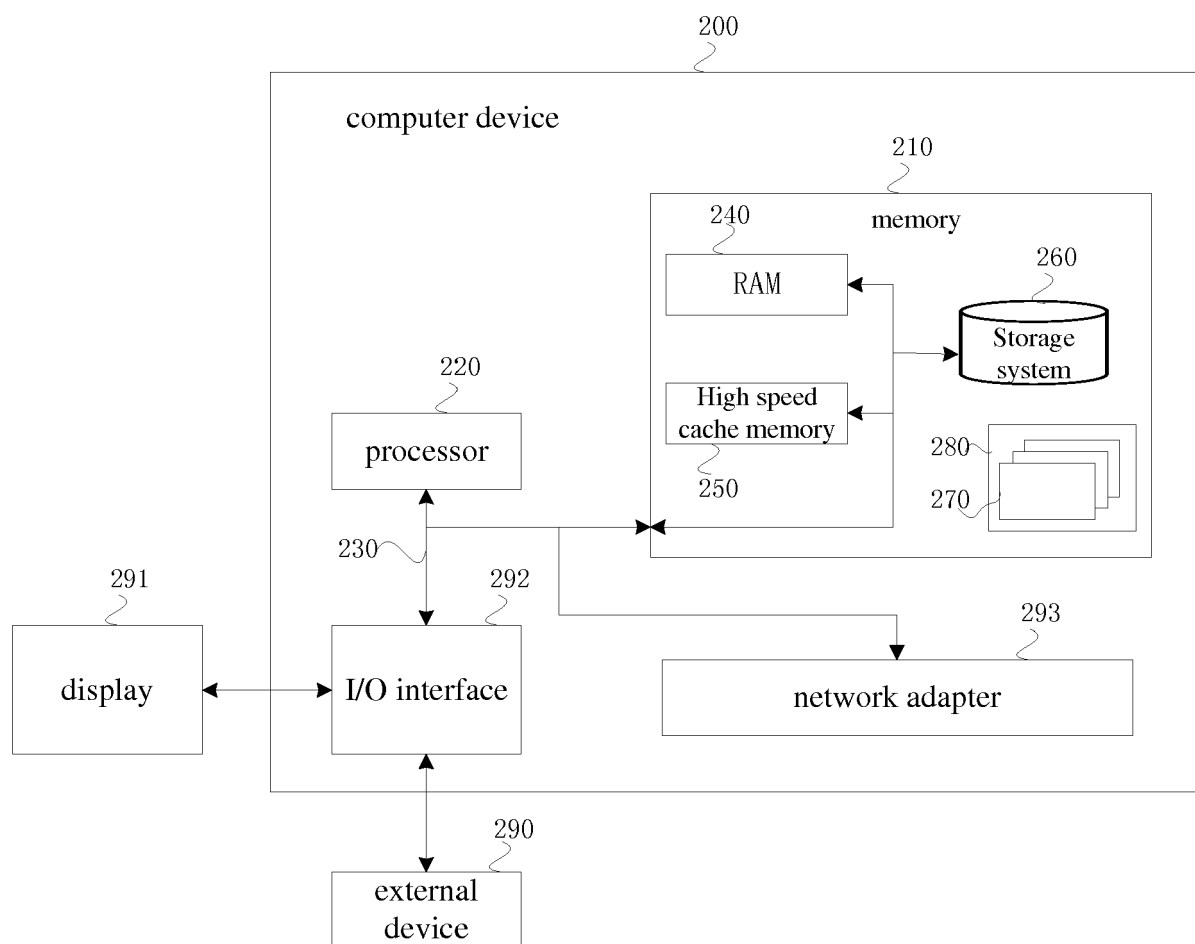 200
computer device
210
memory
240
RAM
260
Storage
system
220
processor
High speed
cache memory
250
280
270
230
291
display
292
I/O interface
293
network adapter
290
external
device